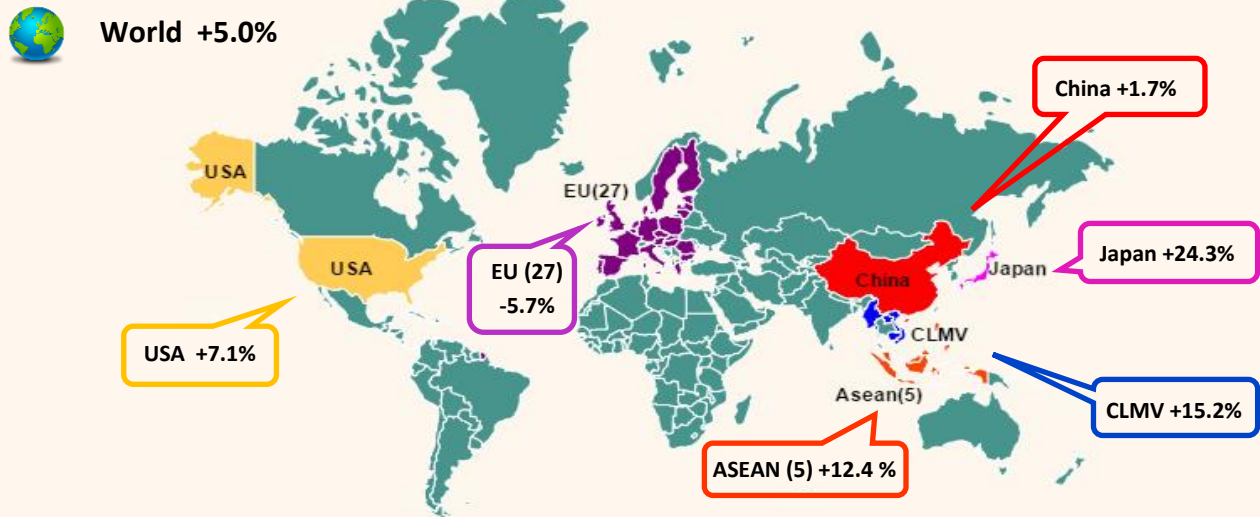 World +5.0%
China +1.7%
USA
EU(27)
EU (27)
-5.7%
USA
China
Japan
Japan +24.3%
CLMV
USA +7.1%
Asean(5)
CLMV +15.2%
ASEAN (5) +12.4 %